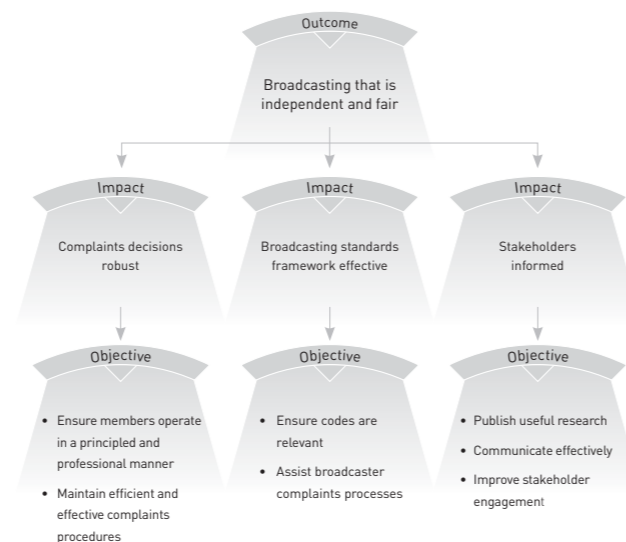 Outcome
Broadcasting that is
independent and fair
Impact
Complaints decisions
robust
Impact
Broadcasting standards
framework effective
Impact
Stakeholders
informed
Objective
• Ensure members operate
in a principled and
professional manner
• Maintain efficient and
effective complaints
procedures
Objective
• Ensure codes are
relevant
• Assist broadcaster
complaints processes
Objective
• Publish useful research
• Communicate effectively
• Improve stakeholder
engagement